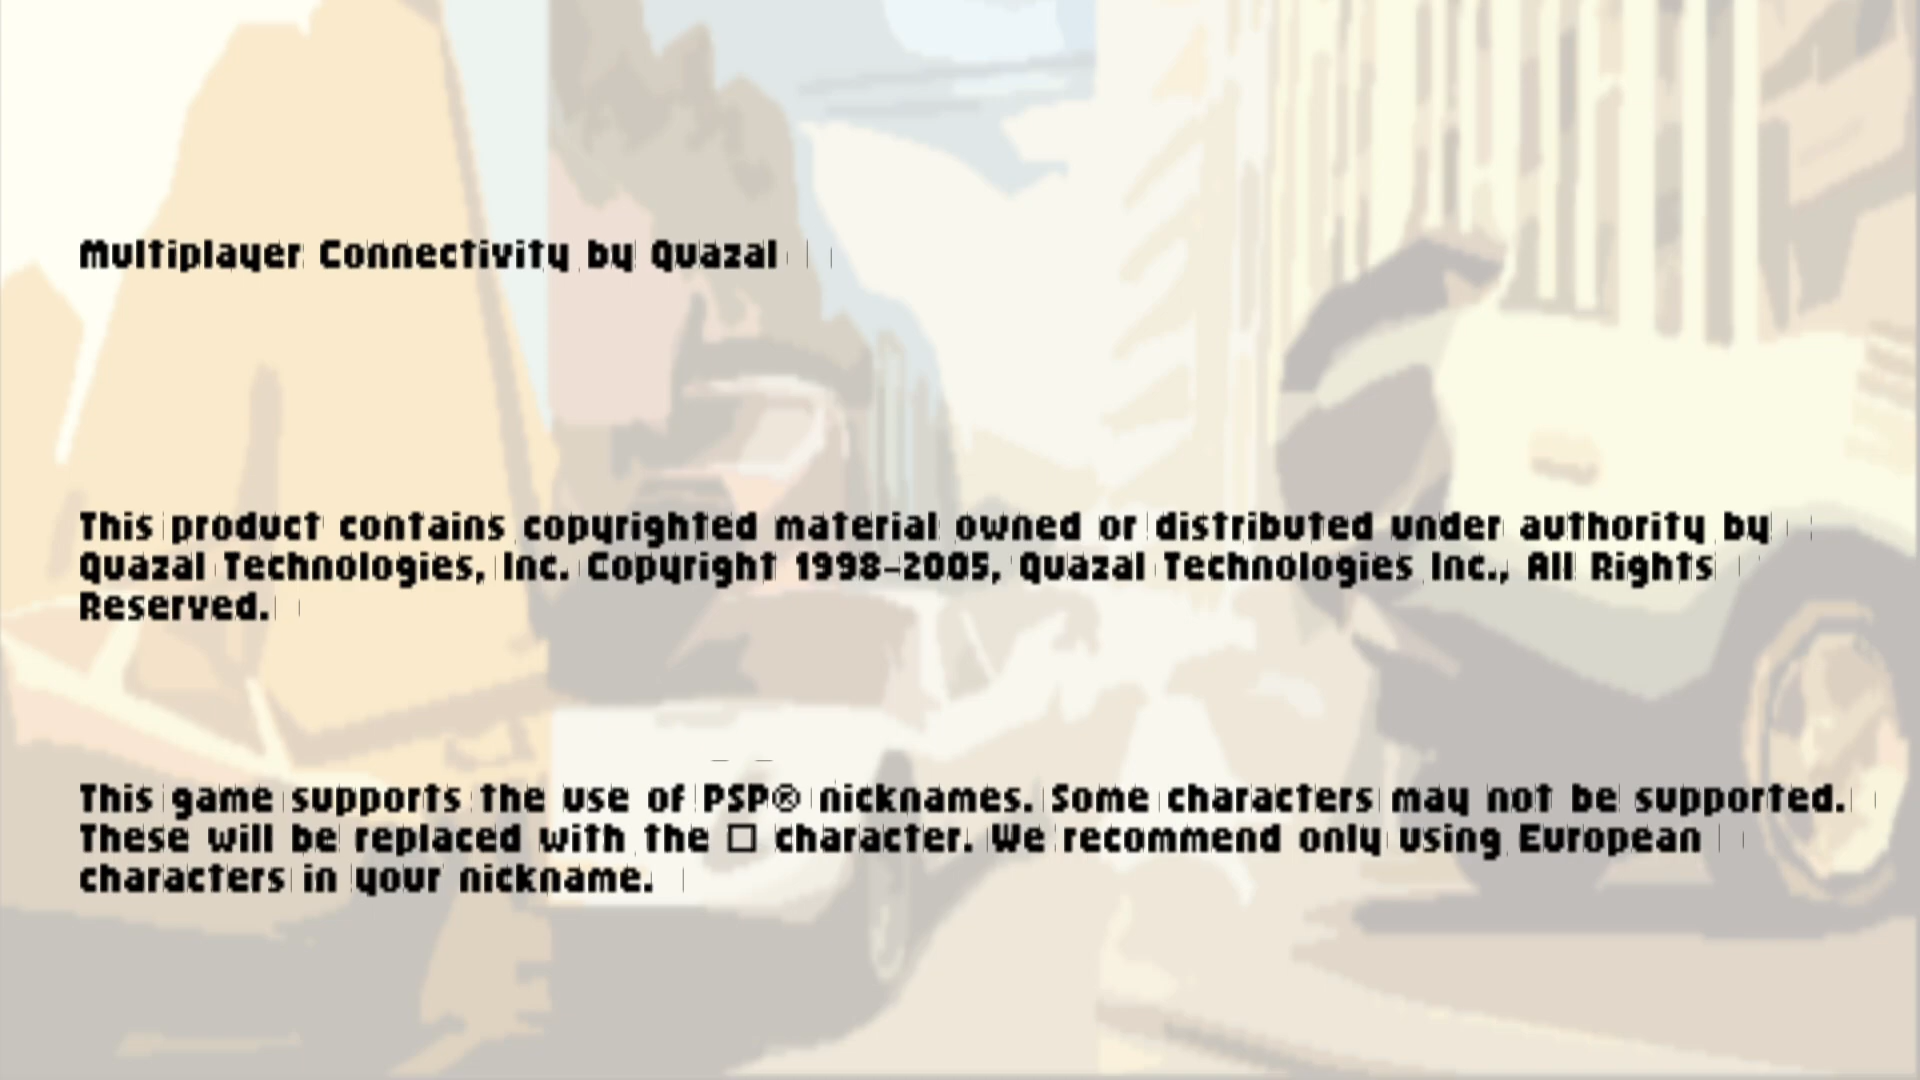 Multiplayer Connectivity by Quazal
This product contains copyrighted material owned or distributed under authority by
Quazal Technologies, Inc. Copyright 1998-2005, Quazal Technologies Inc., All Rights
Reserved.
This game supports the use of PSP® nicknames. Some characters may not be supported.
These will be replaced with the □ character. We recommend only using European
characters in your nickname.